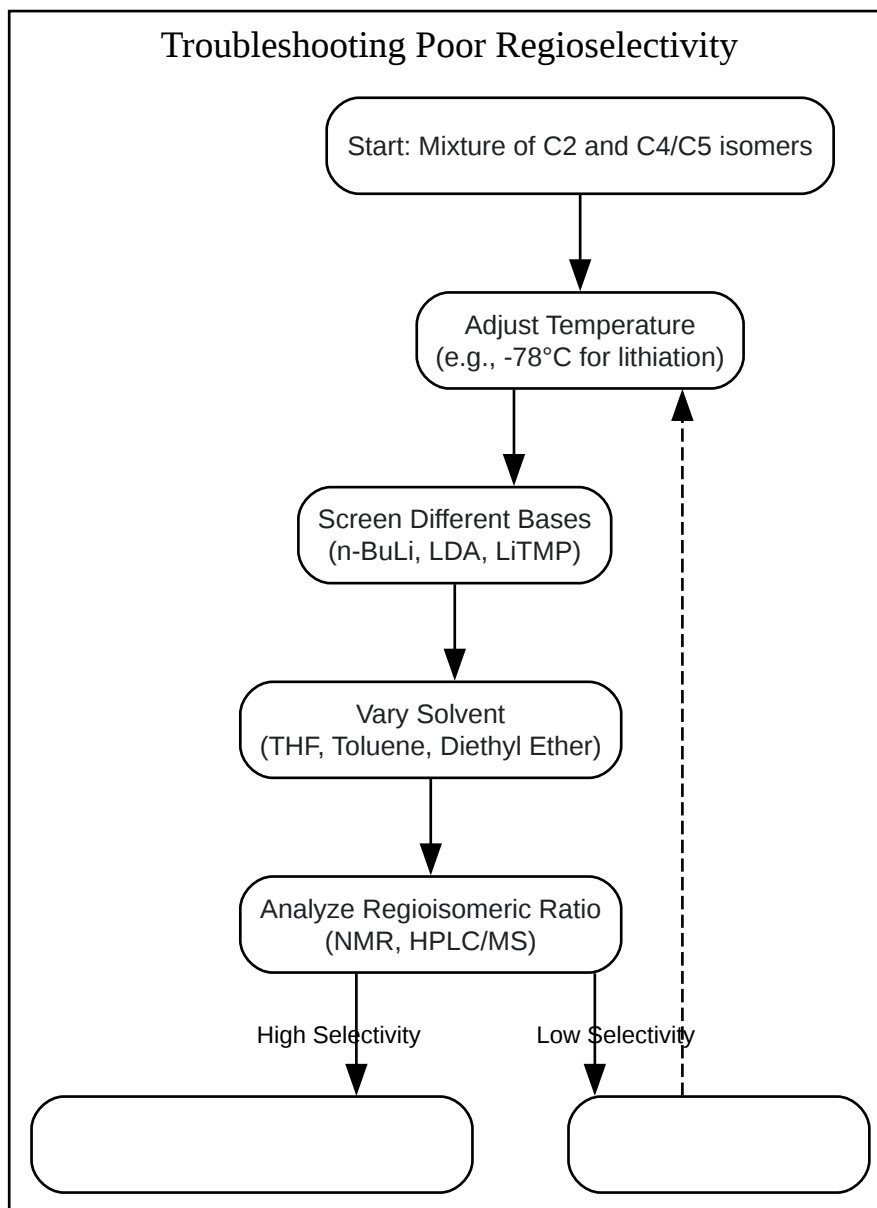 Troubleshooting Poor Regioselectivity
Start: Mixture of C2 and C4/C5 isomers
Adjust Temperature
(e.g., -78°C for lithiation)
Screen Different Bases
(n-BuLi, LDA, LiTMP)
Vary Solvent
(THF, Toluene, Diethyl Ether)
Analyze Regioisomeric Ratio
(NMR, HPLC/MS)
High Selectivity
Low Selectivity